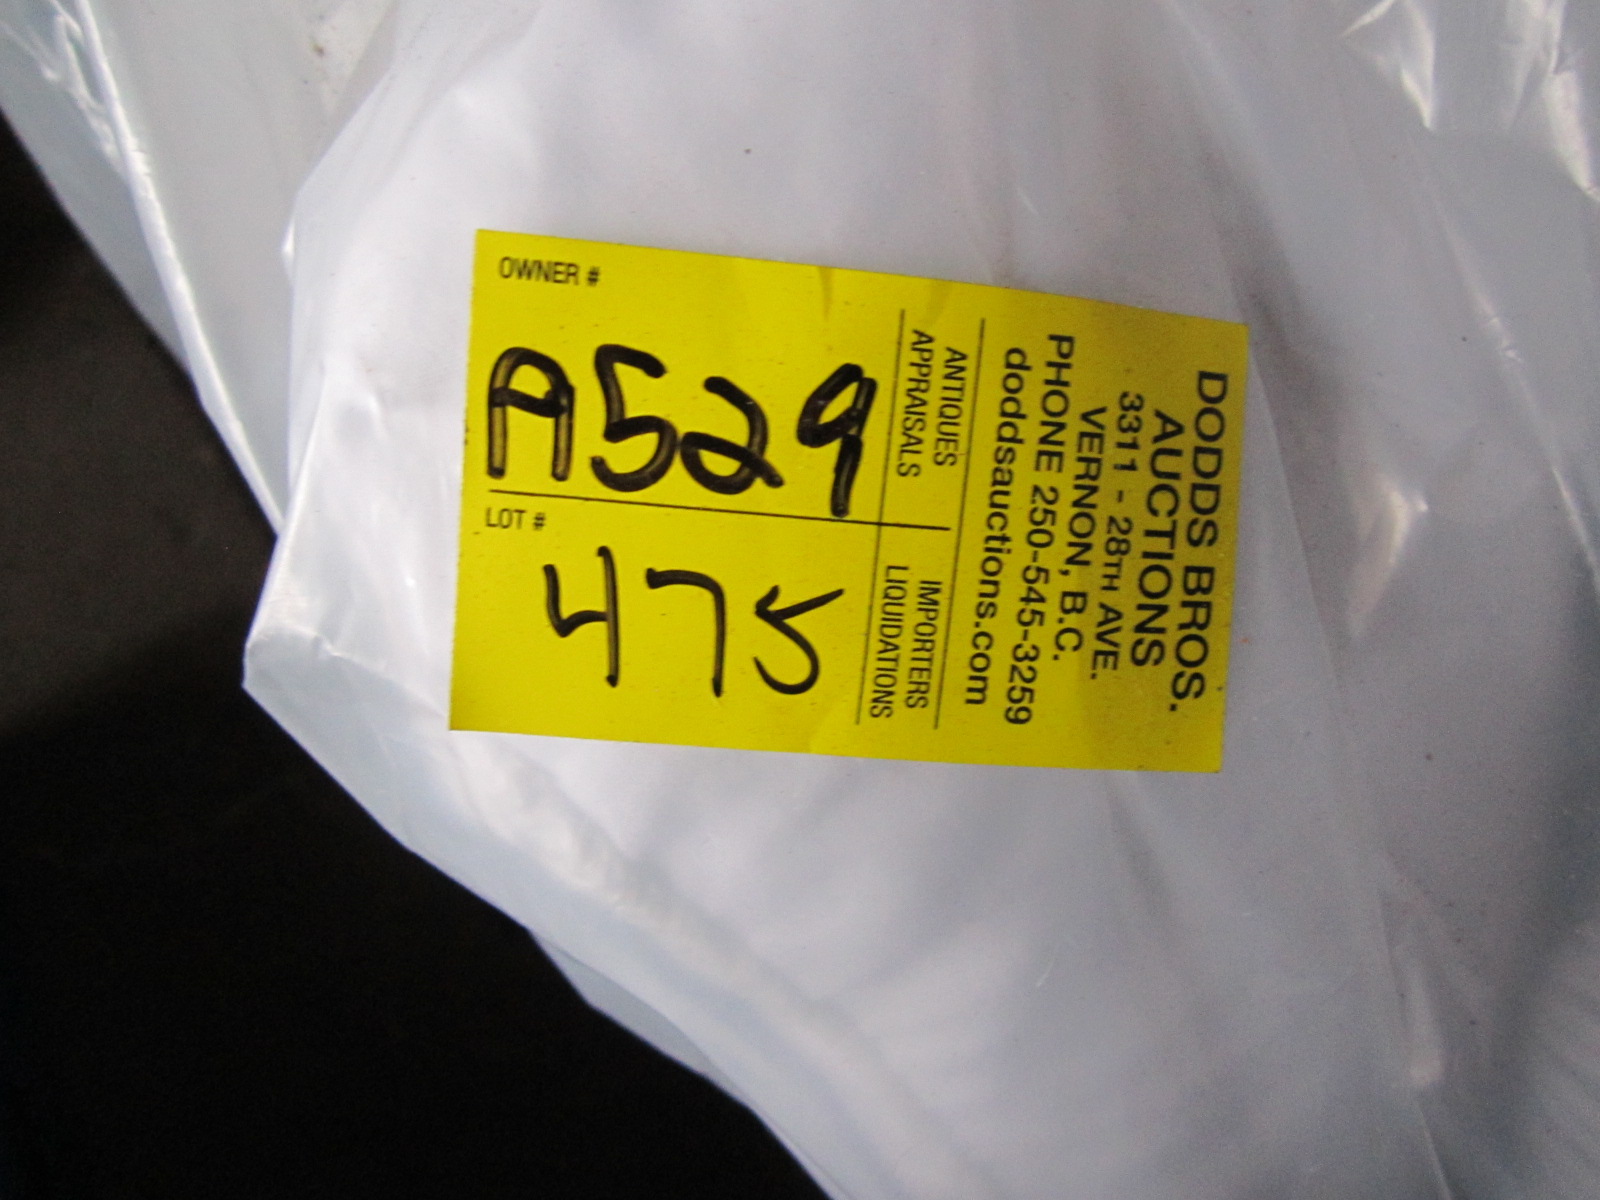 DODDS BROS.
AUCTIONS
3311 - 28TH AVE.
VERNON, B.C.
PHONE 250-545-3259
doddsauctions.com
ANTIQUES IMPORTERS
APPRAISALS LIQUIDATIONS
OWNER #
A529
LOT #
475